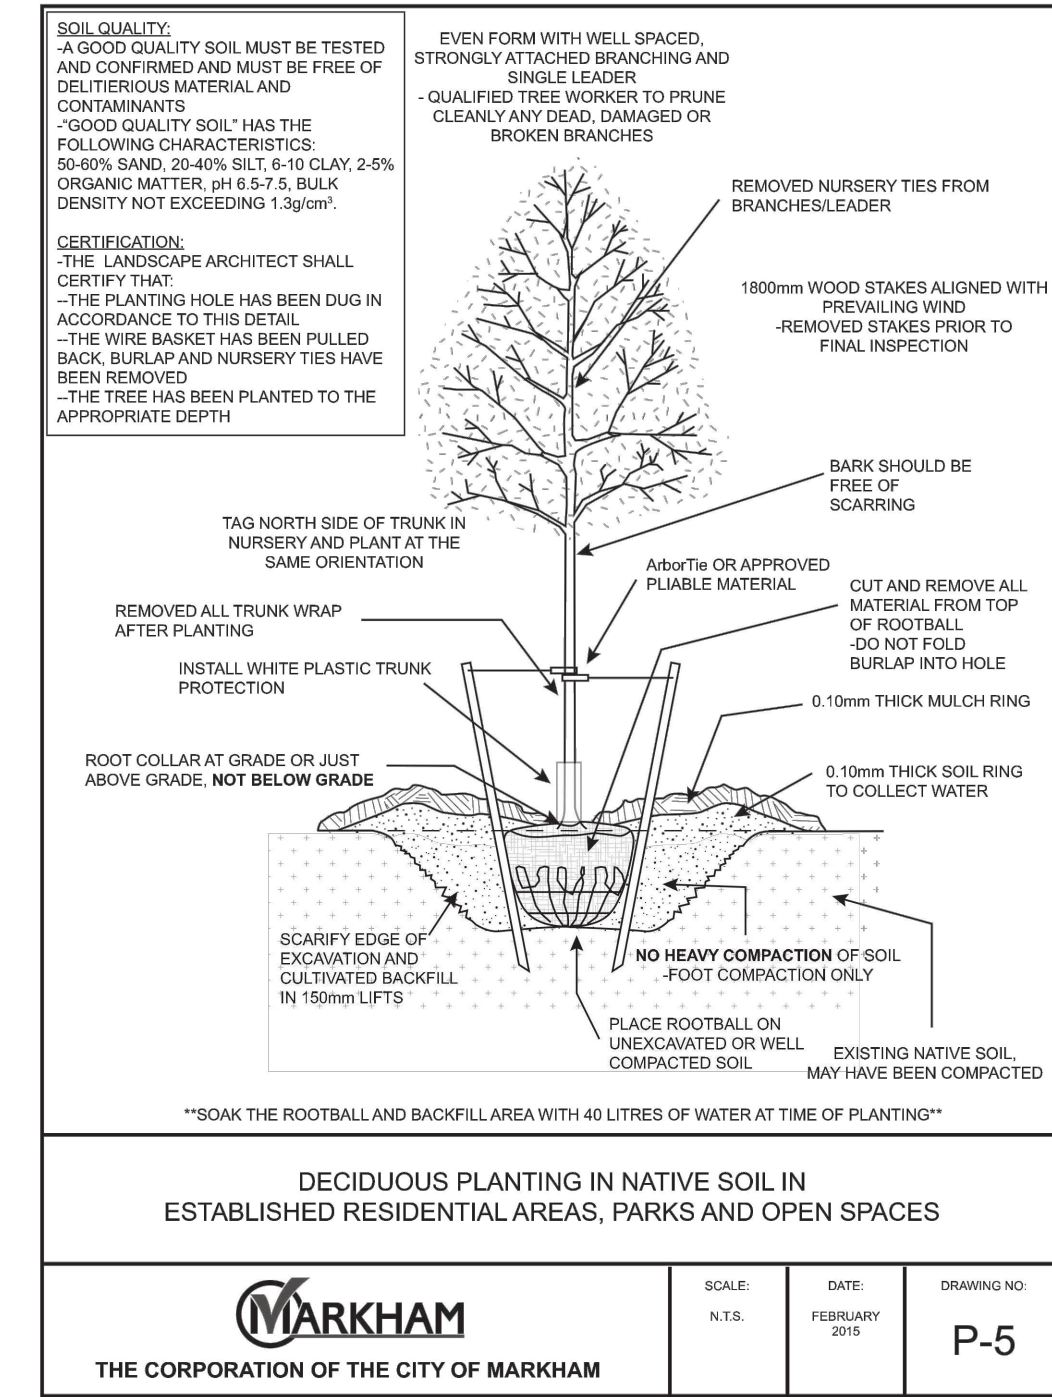 SOIL QUALITY:
-A GOOD QUALITY SOIL MUST BE TESTED
AND CONFIRMED AND MUST BE FREE OF
DELITIERIOUS MATERIAL AND
CONTAMINANTS
-“GOOD QUALITY SOIL” HAS THE
FOLLOWING CHARACTERISTICS:
50-60% SAND, 20-40% SILT, 6-10 CLAY, 2-5%
ORGANIC MATTER, pH 6.5-7.5, BULK
DENSITY NOT EXCEEDING 1.3g/cm³.
CERTIFICATION:
-THE LANDSCAPE ARCHITECT SHALL
CERTIFY THAT:
--THE PLANTING HOLE HAS BEEN DUG IN
ACCORDANCE TO THIS DETAIL
--THE WIRE BASKET HAS BEEN PULLED
BACK, BURLAP AND NURSERY TIES HAVE
BEEN REMOVED
--THE TREE HAS BEEN PLANTED TO THE
APPROPRIATE DEPTH
EVEN FORM WITH WELL SPACED,
STRONGLY ATTACHED BRANCHING AND
SINGLE LEADER
- QUALIFIED TREE WORKER TO PRUNE
CLEANLY ANY DEAD, DAMAGED OR
BROKEN BRANCHES
REMOVED NURSERY TIES FROM
BRANCHES/LEADER
1800mm WOOD STAKES ALIGNED WITH
PREVAILING WIND
-REMOVED STAKES PRIOR TO
FINAL INSPECTION
BARK SHOULD BE
FREE OF
SCARRING
TAG NORTH SIDE OF TRUNK IN
NURSERY AND PLANT AT THE
SAME ORIENTATION
ArborTie OR APPROVED
PLIABLE MATERIAL
CUT AND REMOVE ALL
MATERIAL FROM TOP
OF ROOTBALL
-DO NOT FOLD
BURLAP INTO HOLE
REMOVED ALL TRUNK WRAP
AFTER PLANTING
INSTALL WHITE PLASTIC TRUNK
PROTECTION
0.10mm THICK MULCH RING
ROOT COLLAR AT GRADE OR JUST
ABOVE GRADE, NOT BELOW GRADE
0.10mm THICK SOIL RING
TO COLLECT WATER
SCARIFY EDGE OF
EXCAVATION AND
CULTIVATED BACKFILL
IN 150mm LIFTS
NO HEAVY COMPACTION OF SOIL
-FOOT COMPACTION ONLY
PLACE ROOTBALL ON
UNEXCAVATED OR WELL
COMPACTED SOIL
EXISTING NATIVE SOIL,
MAY HAVE BEEN COMPACTED
**SOAK THE ROOTBALL AND BACKFILL AREA WITH 40 LITRES OF WATER AT TIME OF PLANTING**
DECIDUOUS PLANTING IN NATIVE SOIL IN
ESTABLISHED RESIDENTIAL AREAS, PARKS AND OPEN SPACES
MARKHAM
THE CORPORATION OF THE CITY OF MARKHAM
SCALE:
N.T.S.
DATE:
FEBRUARY
2015
DRAWING NO:
P-5